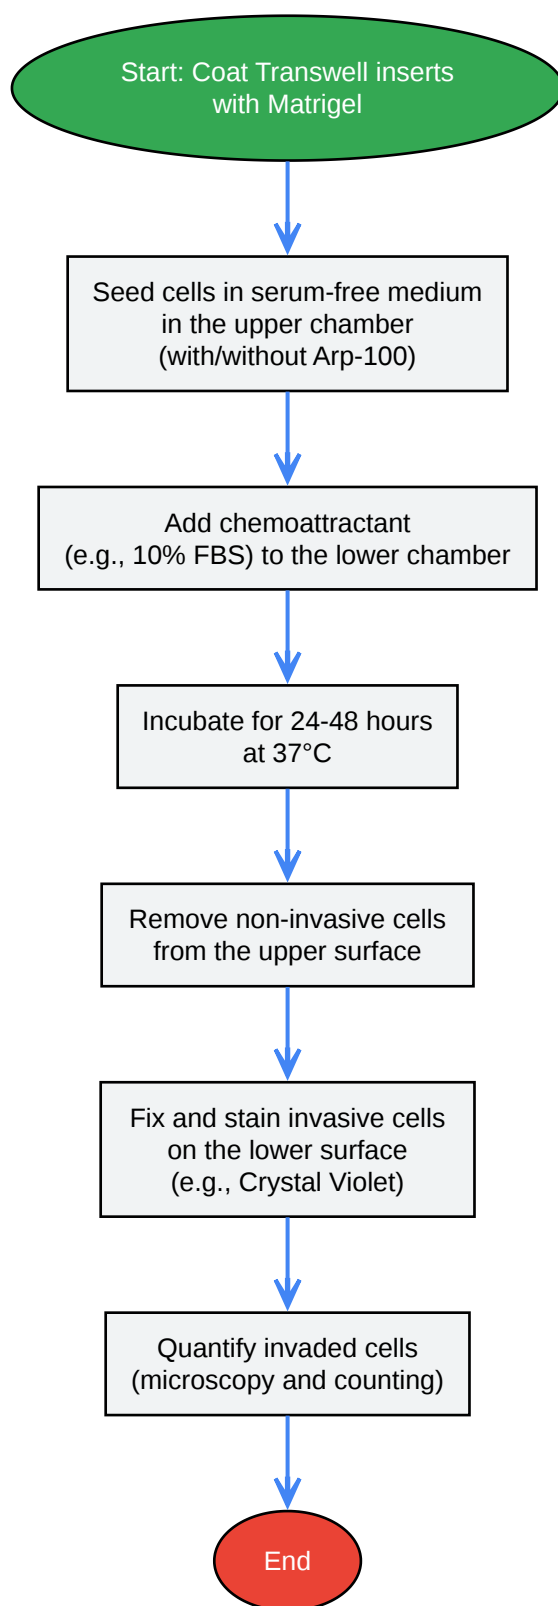 Start: Coat Transwell inserts
with Matrigel
Seed cells in serum-free medium
in the upper chamber
(with/without Arp-100)
Add chemoattractant
(e.g., 10% FBS) to the lower chamber
Incubate for 24-48 hours
at 37°C
Remove non-invasive cells
from the upper surface
Fix and stain invasive cells
on the lower surface
(e.g., Crystal Violet)
Quantify invaded cells
(microscopy and counting)
End